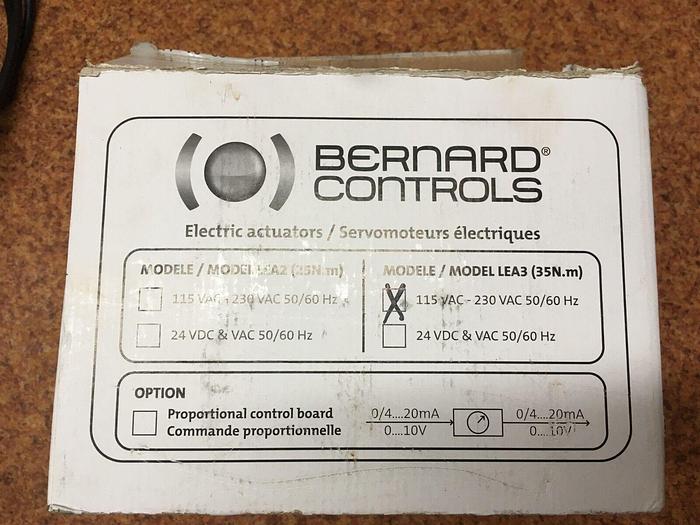 BERNARD®
CONTROLS
Electric actuators / Servomoteurs électriques
MODELE / MODEL LEA2 (25N.m)
115 VAC - 230 VAC 50/60 Hz
24 VDC & VAC 50/60 Hz
MODELE / MODEL LEA3 (35N.m)
X 115 VAC - 230 VAC 50/60 Hz
24 VDC & VAC 50/60 Hz
OPTION
Proportional control board
Commande proportionnelle
0/4....20mA
0....10V
0/4....20mA
0....10V